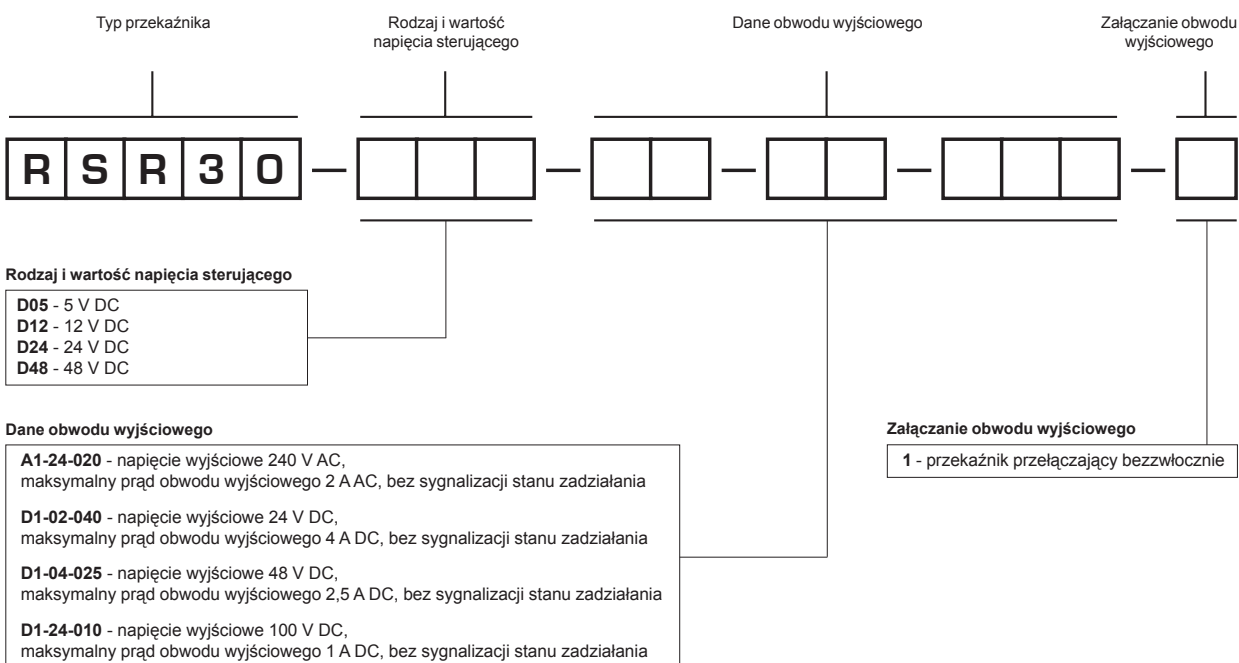 Typ przekaźnika
Rodzaj i wartość
napięcia sterującego
Dane obwodu wyjściowego
Załączanie obwodu
wyjściowego
RSR30 — — — — —
Rodzaj i wartość napięcia sterującego
D05 - 5 V DC
D12 - 12 V DC
D24 - 24 V DC
D48 - 48 V DC
Dane obwodu wyjściowego
A1-24-020 - napięcie wyjściowe 240 V AC,
maksymalny prąd obwodu wyjściowego 2 A AC, bez sygnalizacji stanu zadziałania
D1-02-040 - napięcie wyjściowe 24 V DC,
maksymalny prąd obwodu wyjściowego 4 A DC, bez sygnalizacji stanu zadziałania
D1-04-025 - napięcie wyjściowe 48 V DC,
maksymalny prąd obwodu wyjściowego 2,5 A DC, bez sygnalizacji stanu zadziałania
D1-24-010 - napięcie wyjściowe 100 V DC,
maksymalny prąd obwodu wyjściowego 1 A DC, bez sygnalizacji stanu zadziałania
Załączanie obwodu wyjściowego
1 - przekaźnik przełączający bezzwłocznie